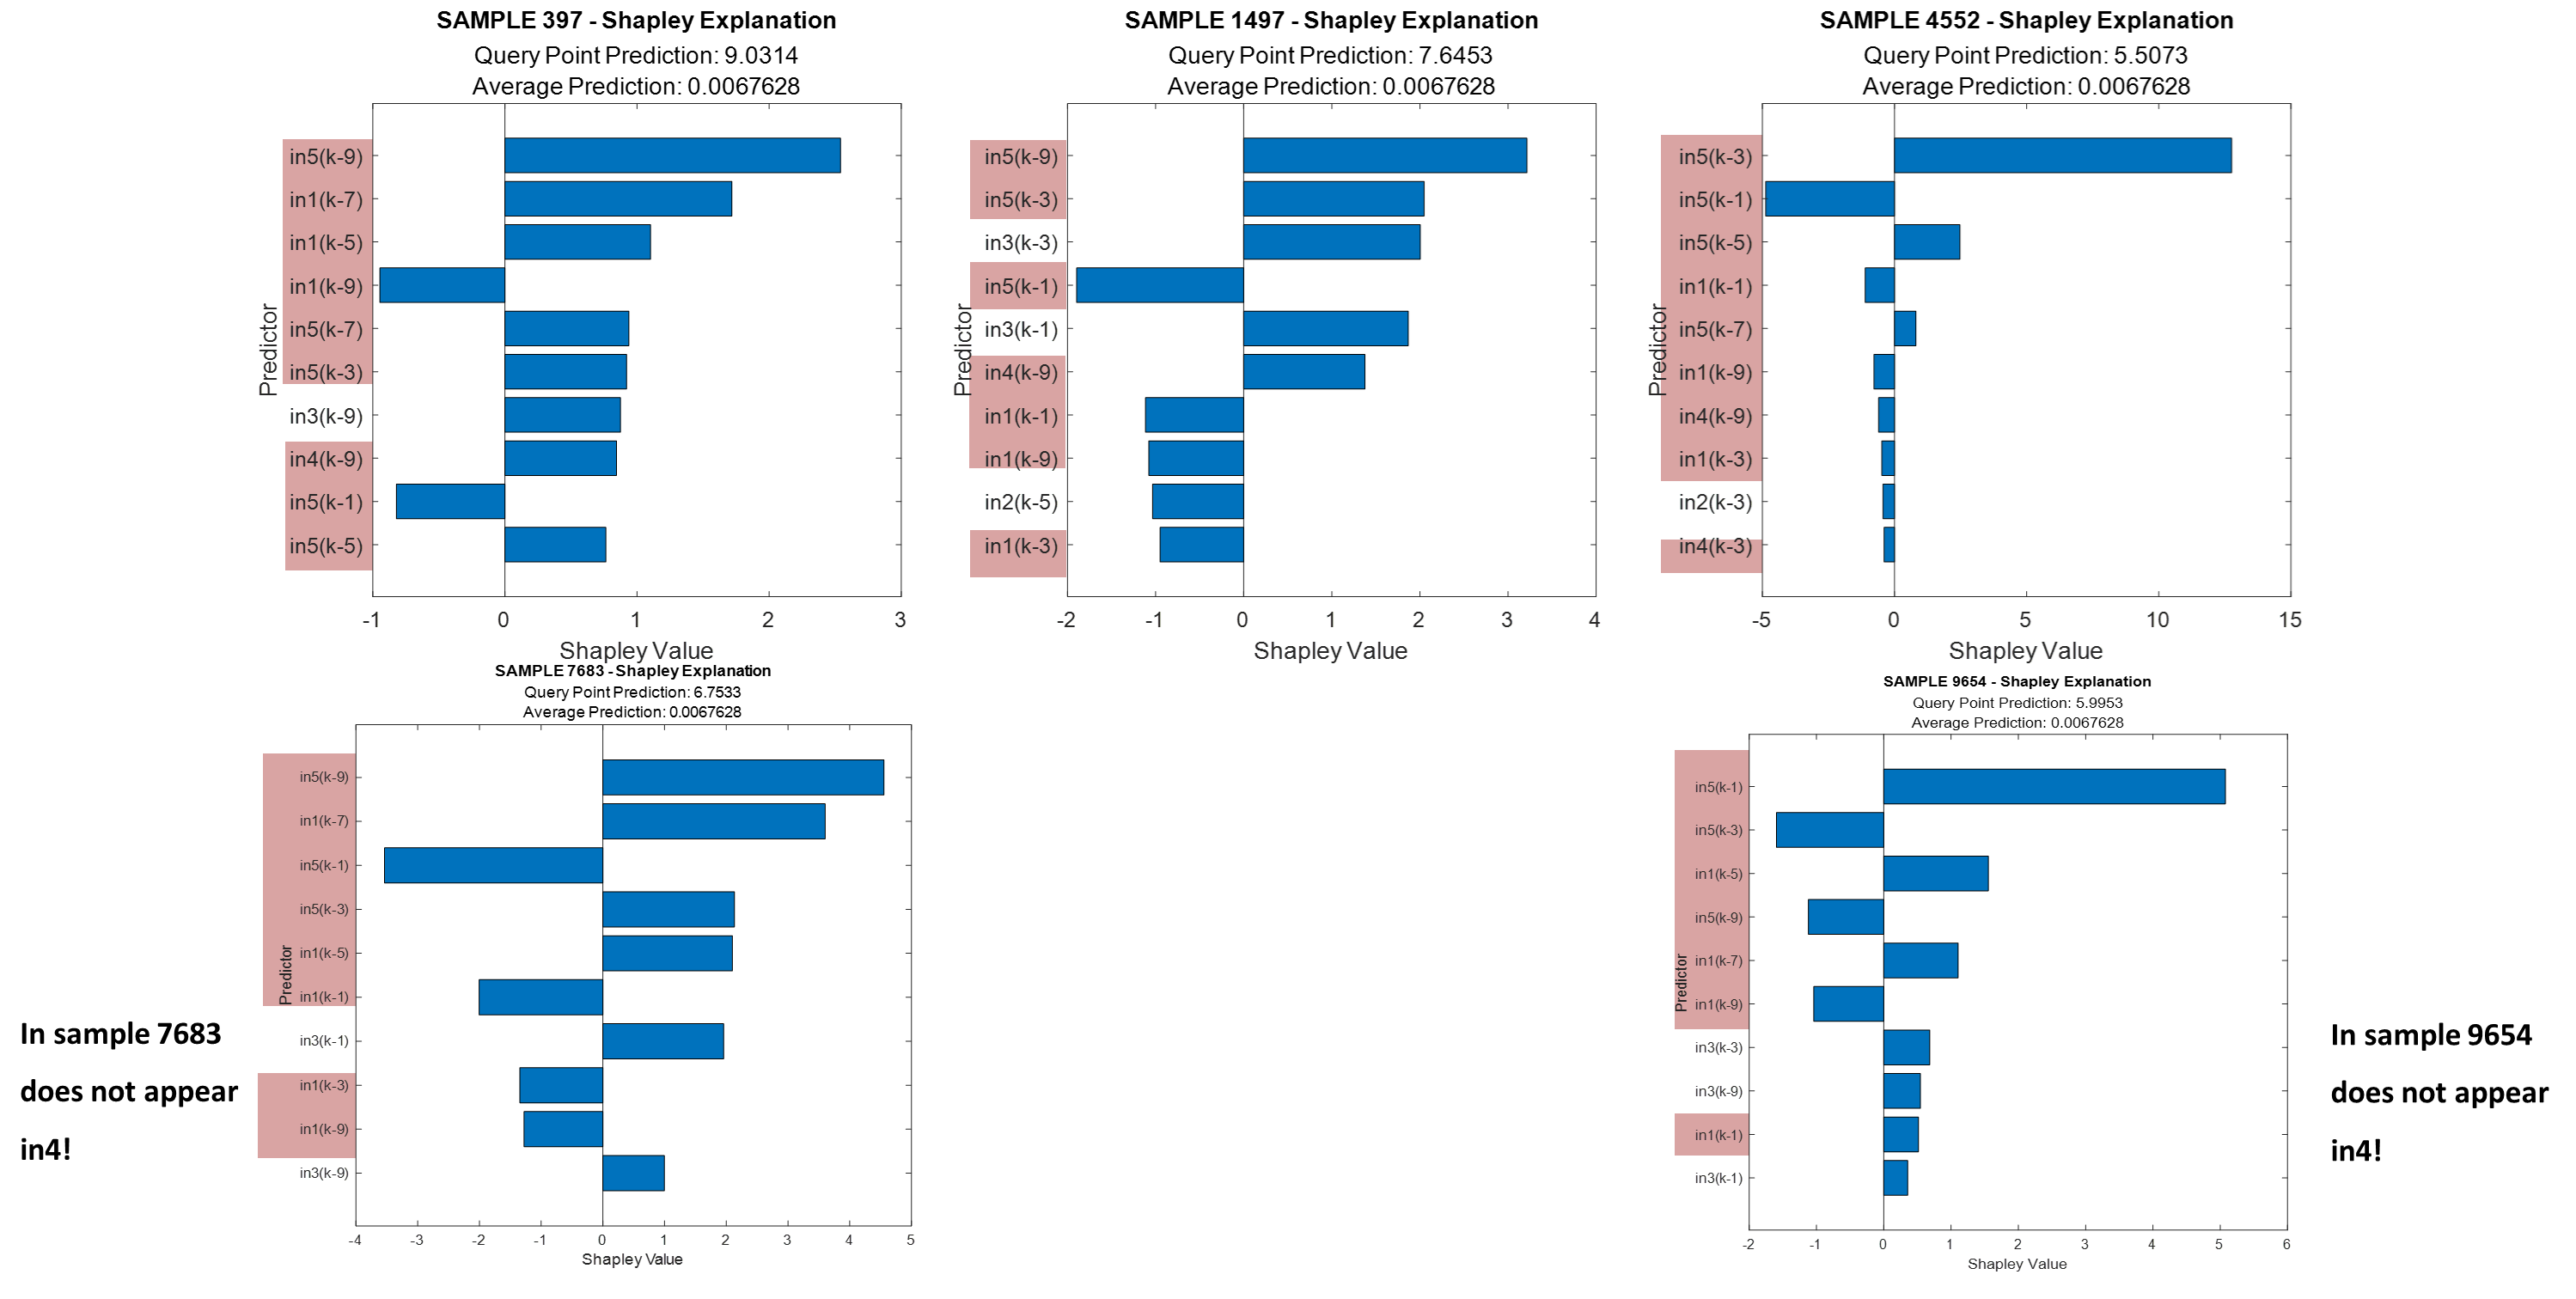 SAMPLE 397 - Shapley Explanation
Query Point Prediction: 9.0314
Average Prediction: 0.0067628
Predictor
in5(k-9)
in1(k-7)
in1(k-5)
in1(k-9)
in5(k-7)
in5(k-3)
in3(k-9)
in4(k-9)
in5(k-1)
in5(k-5)
-1 0 1 2 3
Shapley Value
SAMPLE 1497 - Shapley Explanation
Query Point Prediction: 7.6453
Average Prediction: 0.0067628
Predictor
in5(k-9)
in5(k-3)
in3(k-3)
in5(k-1)
in3(k-1)
in4(k-9)
in1(k-1)
in1(k-9)
in2(k-5)
in1(k-3)
-2 -1 0 1 2 3 4
Shapley Value
SAMPLE 4552 - Shapley Explanation
Query Point Prediction: 5.5073
Average Prediction: 0.0067628
Predictor
in5(k-3)
in5(k-1)
in5(k-5)
in1(k-1)
in5(k-7)
in1(k-9)
in4(k-9)
in1(k-3)
in2(k-3)
in4(k-3)
-5 0 5 10 15
Shapley Value
In sample 7683
does not appear
in4!
SAMPLE 7683 - Shapley Explanation
Query Point Prediction: 6.7533
Average Prediction: 0.0067628
Predictor
in5(k-9)
in1(k-7)
in5(k-1)
in5(k-3)
in1(k-5)
in1(k-1)
in3(k-1)
in1(k-3)
in1(k-9)
in3(k-9)
-4 -3 -2 -1 0 1 2 3 4 5
Shapley Value
SAMPLE 9654 - Shapley Explanation
Query Point Prediction: 5.9953
Average Prediction: 0.0067628
Predictor
in5(k-1)
in5(k-3)
in1(k-5)
in5(k-9)
in1(k-7)
in1(k-9)
in3(k-3)
in3(k-9)
in1(k-1)
in3(k-1)
-2 -1 0 1 2 3 4 5 6
Shapley Value
In sample 9654
does not appear
in4!